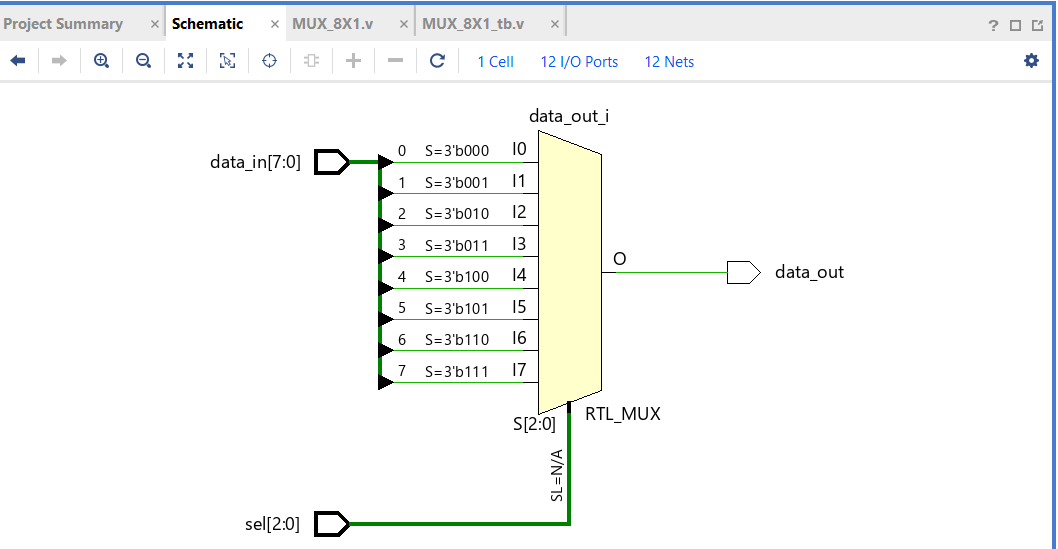 Project Summary × Schematic × MUX_8X1.v × MUX_8X1_tb.v × ?
1 Cell 12 I/O Ports 12 Nets
data_out_i
data_in[7:0] 0 S=3'b000 I0
1 S=3'b001 I1
2 S=3'b010 I2
3 S=3'b011 I3
O
data_out
4 S=3'b100 I4
5 S=3'b101 I5
6 S=3'b110 I6
7 S=3'b111 I7
S[2:0] RTL_MUX
SL=N/A
sel[2:0]